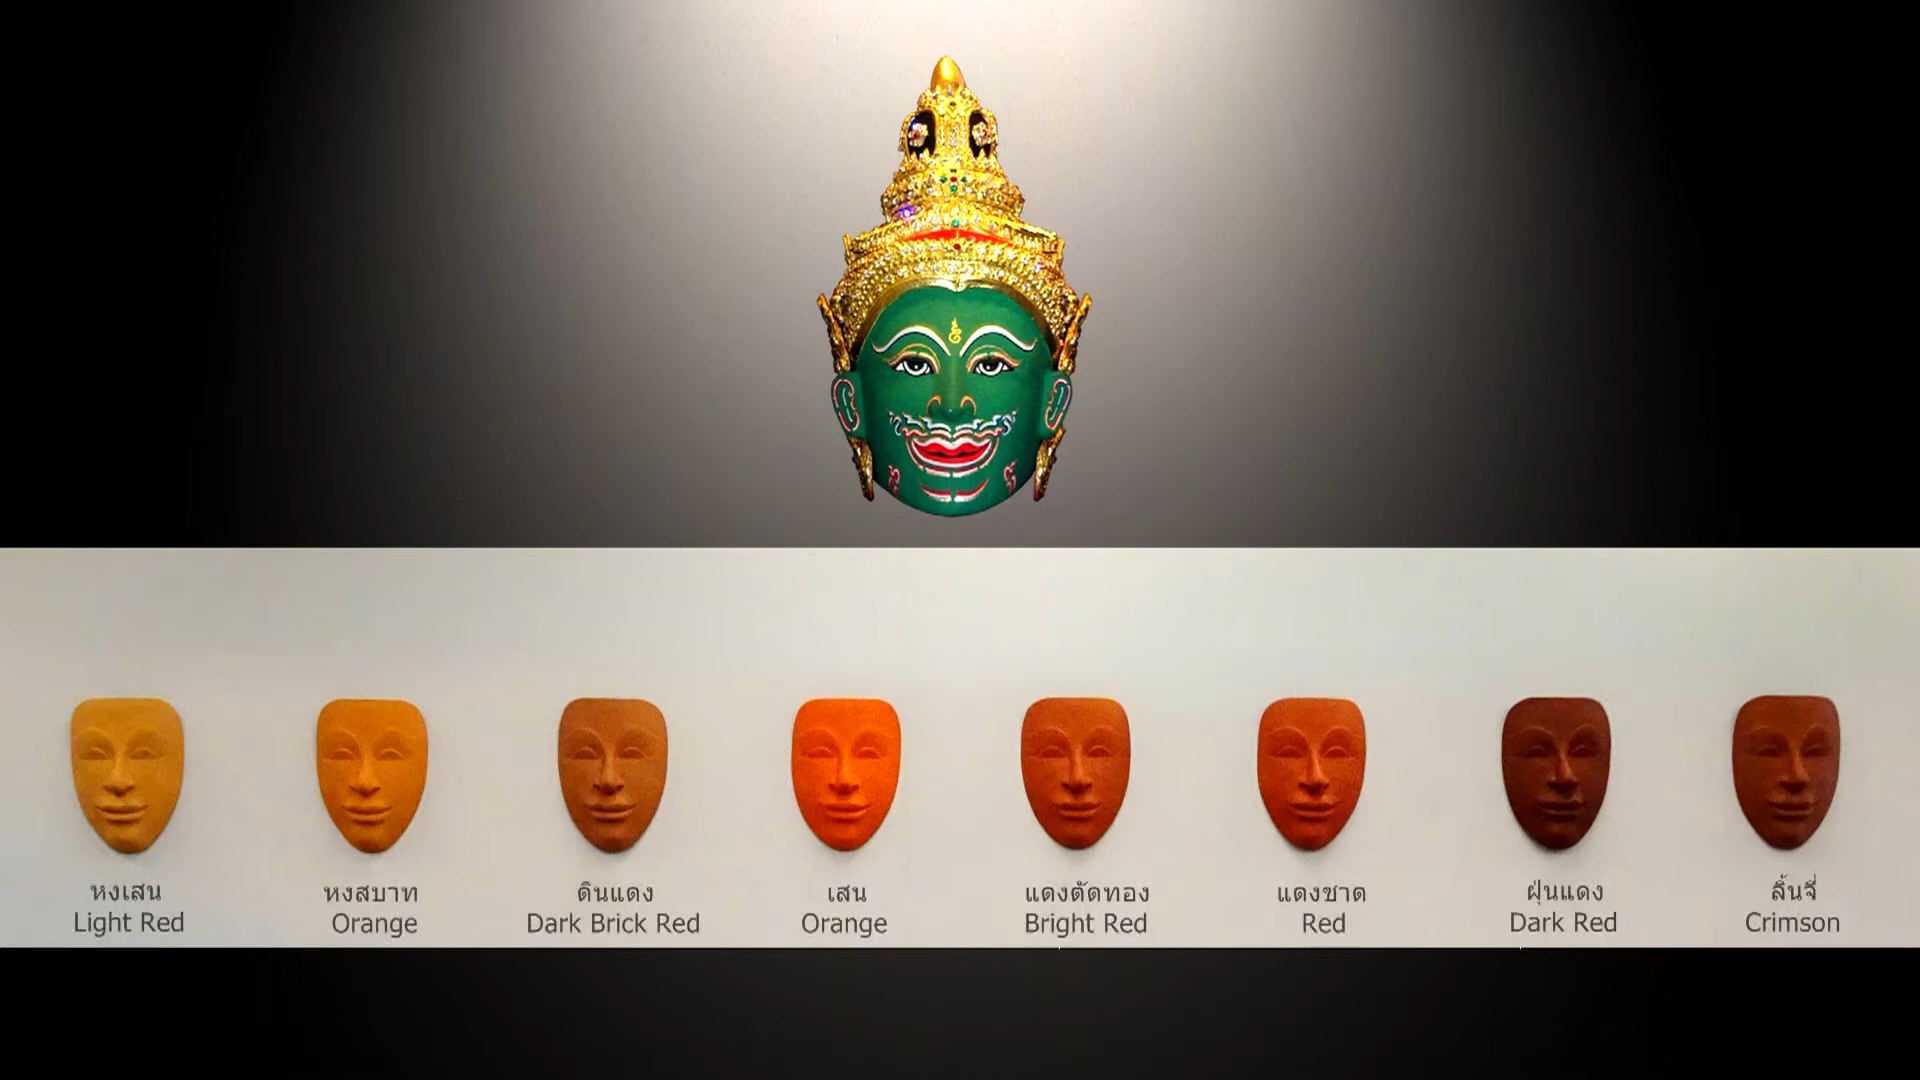 หงเสน
Light Red
หงสบาท
Orange
ดินแดง
Dark Brick Red
เสน
Orange
แดงตัดทอง
Bright Red
แดงชาด
Red
ฝุ่นแดง
Dark Red
ลิ้นจี่
Crimson